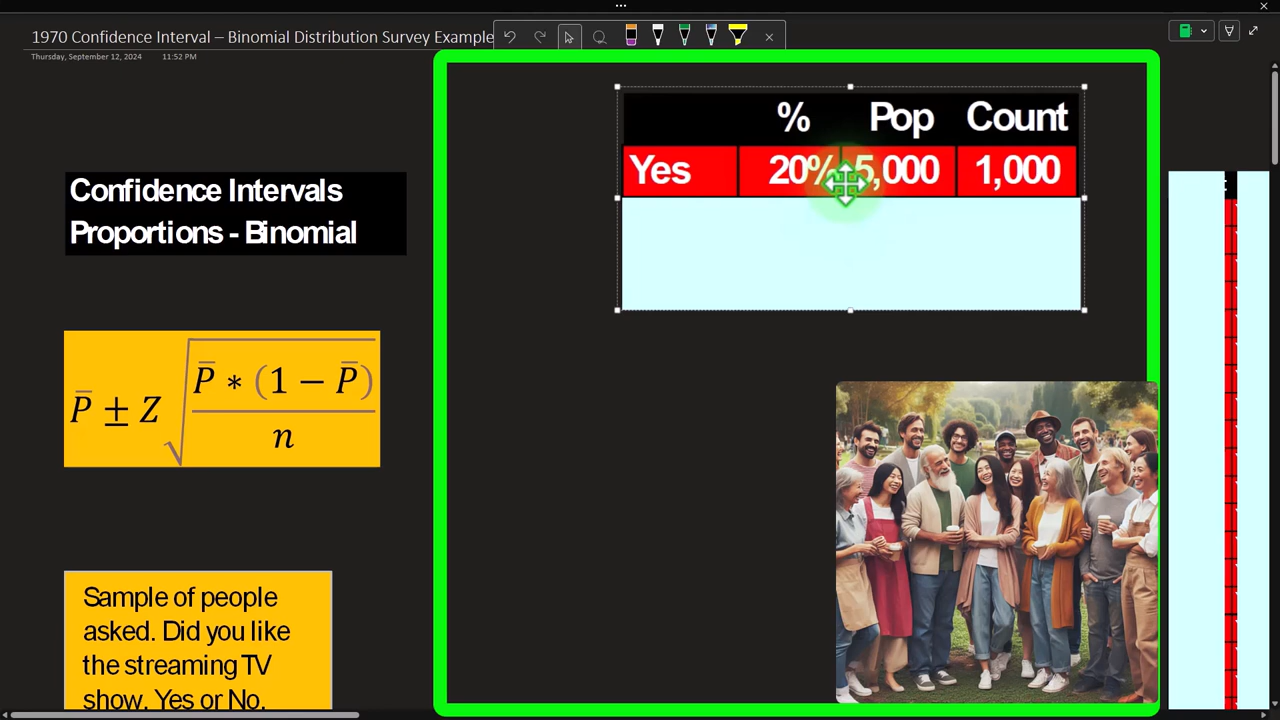 1970 Confidence Interval – Binomial Distribution Survey Example
Thursday, September 12, 2024 11:52 PM
% Pop Count
Yes 20% 5,000 1,000
Confidence Intervals
Proportions - Binomial
P̅ ± Z √(P̅ ∗ (1 − P̅) / n)
Sample of people
asked. Did you like
the streaming TV
show. Yes or No.